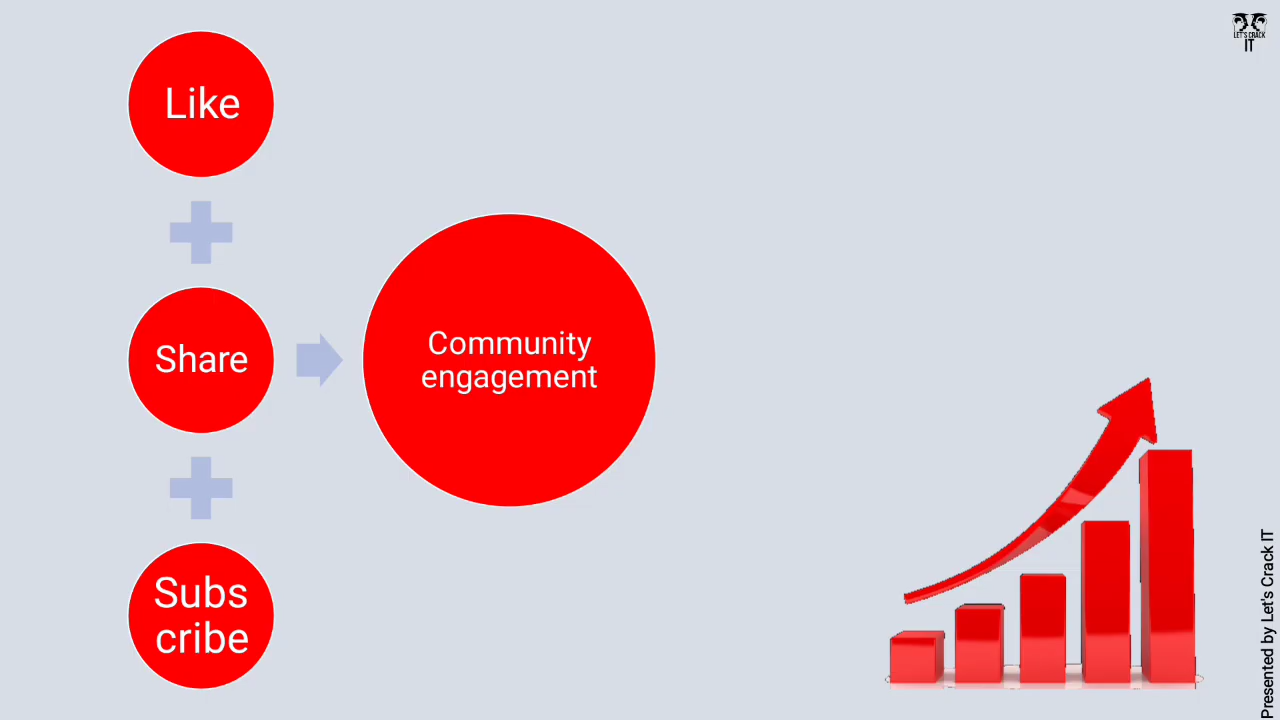 Like
Share
Subs
cribe
Community
engagement
LET'S CRACK
IT
Presented by Let's Crack IT